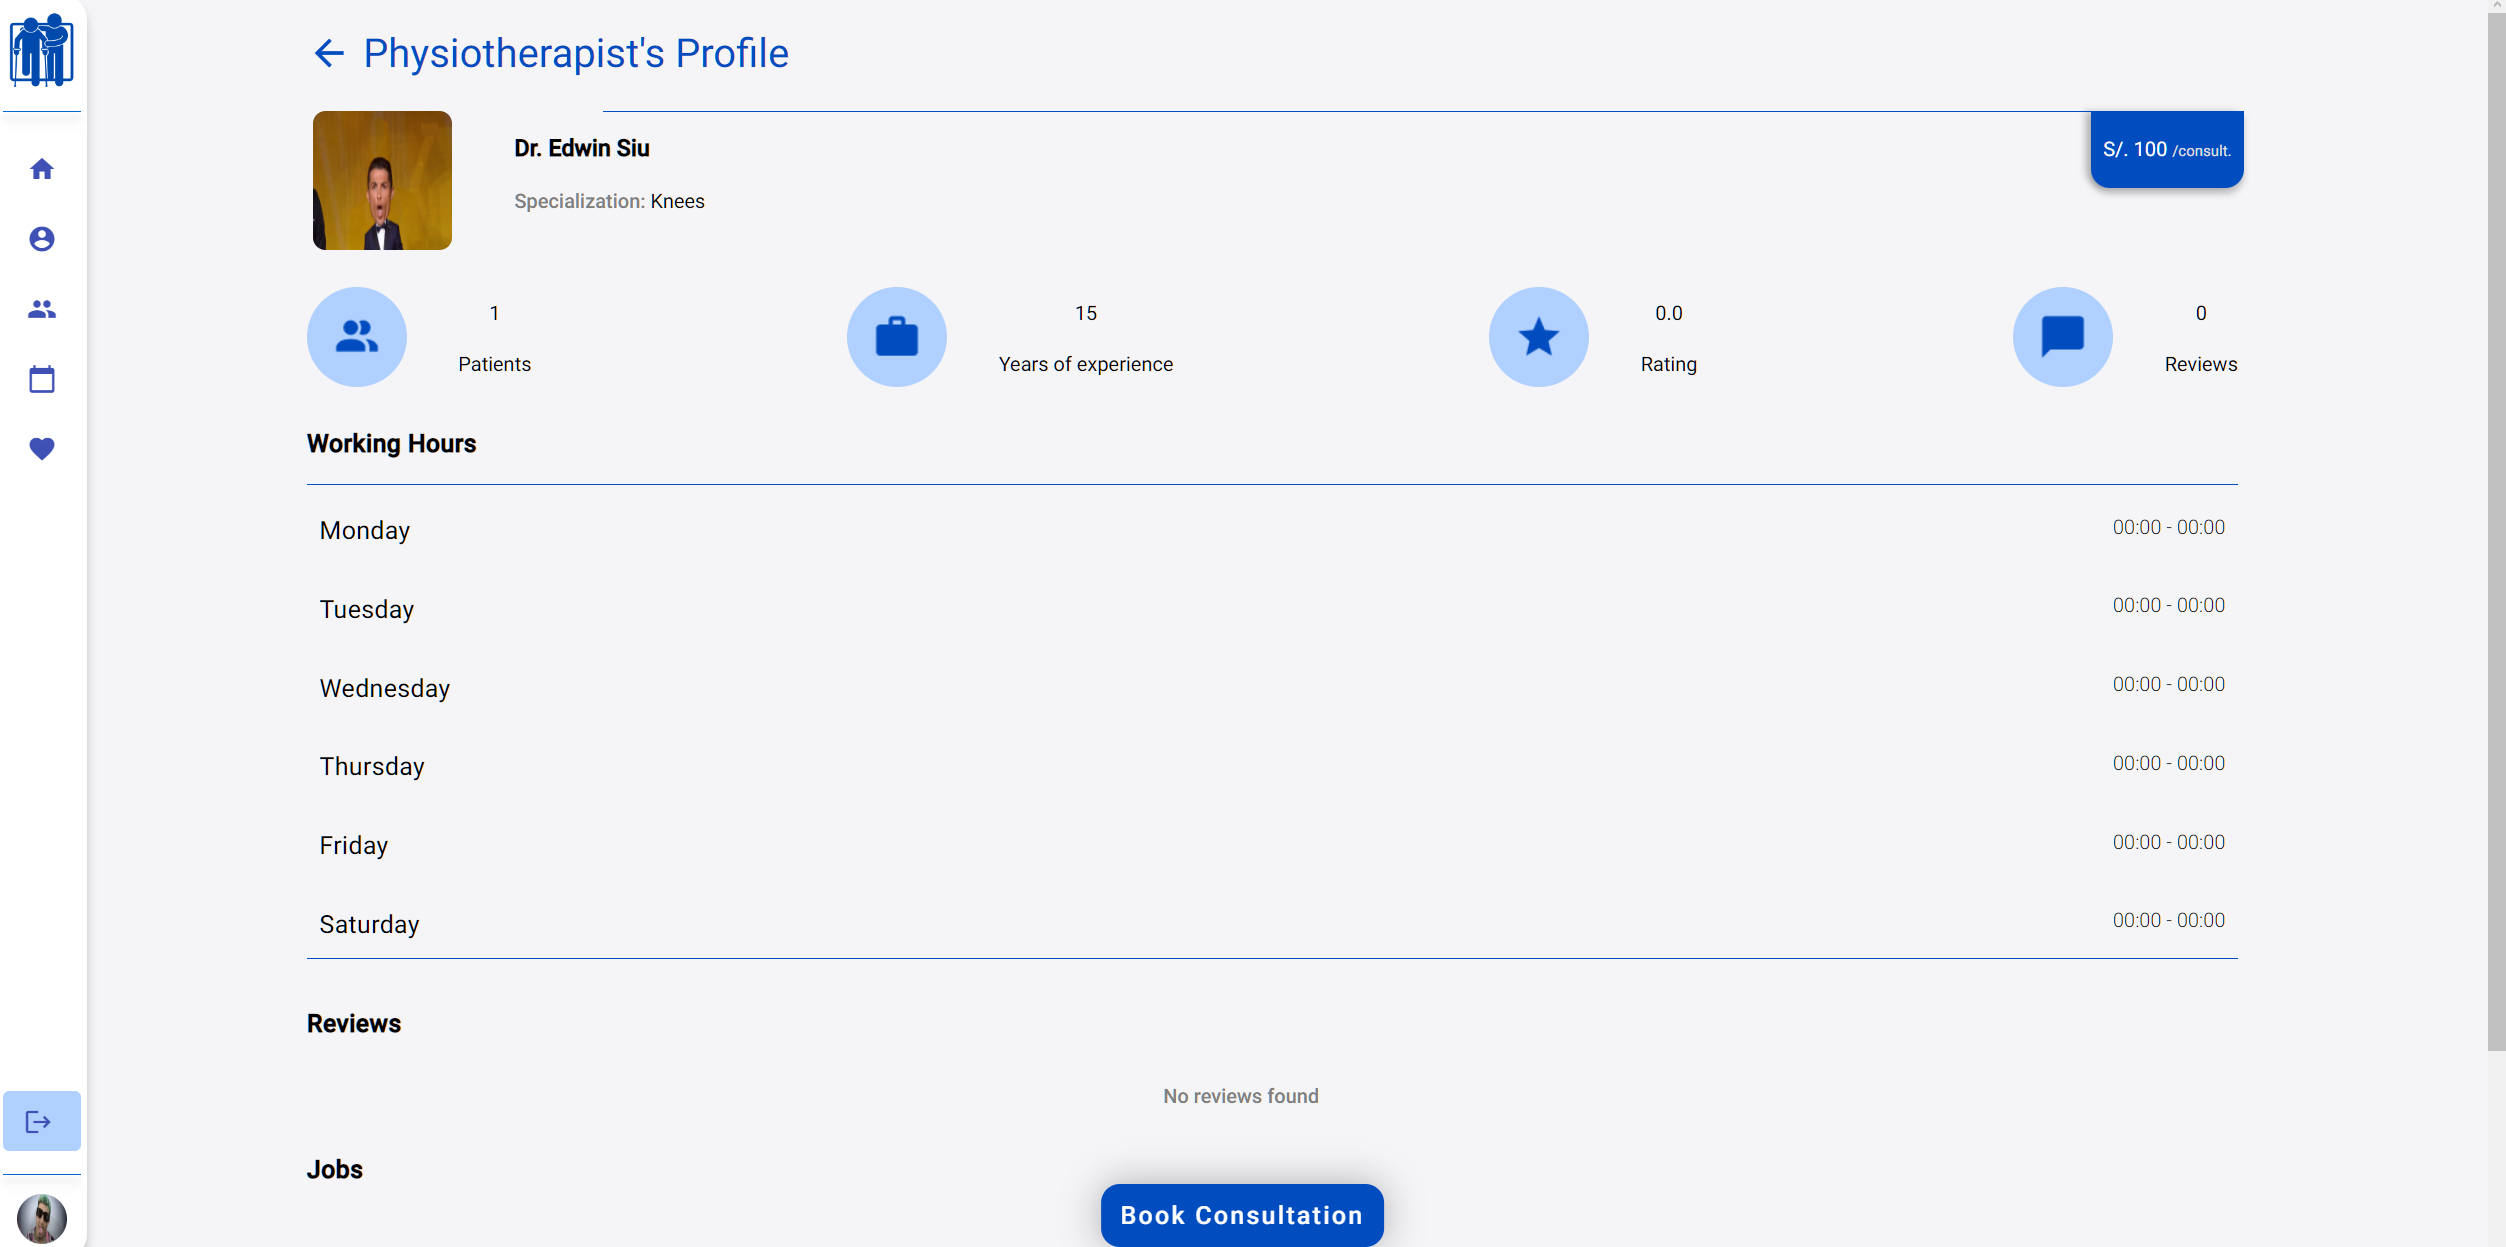 Physiotherapist's Profile
Dr. Edwin Siu
S/. 100 /consult.
Specialization: Knees
1
Patients
15
Years of experience
0.0
Rating
0
Reviews
Working Hours
Monday 00:00 - 00:00
Tuesday 00:00 - 00:00
Wednesday 00:00 - 00:00
Thursday 00:00 - 00:00
Friday 00:00 - 00:00
Saturday 00:00 - 00:00
Reviews
No reviews found
Jobs
Book Consultation